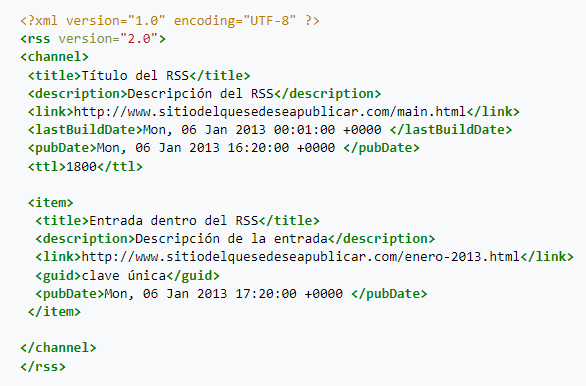 <?xml version="1.0" encoding="UTF-8" ?>
<rss version="2.0">
<channel>
<title>Título del RSS</title>
<description>Descripción del RSS</description>
<link>http://www.sitiodelquesedeseapublicar.com/main.html</link>
<lastBuildDate>Mon, 06 Jan 2013 00:01:00 +0000 </lastBuildDate>
<pubDate>Mon, 06 Jan 2013 16:20:00 +0000 </pubDate>
<ttl>1800</ttl>
<item>
<title>Entrada dentro del RSS</title>
<description>Descripción de la entrada</description>
<link>http://www.sitiodelquesedeseapublicar.com/enero-2013.html</link>
<guid>clave única</guid>
<pubDate>Mon, 06 Jan 2013 17:20:00 +0000 </pubDate>
</item>
</channel>
</rss>